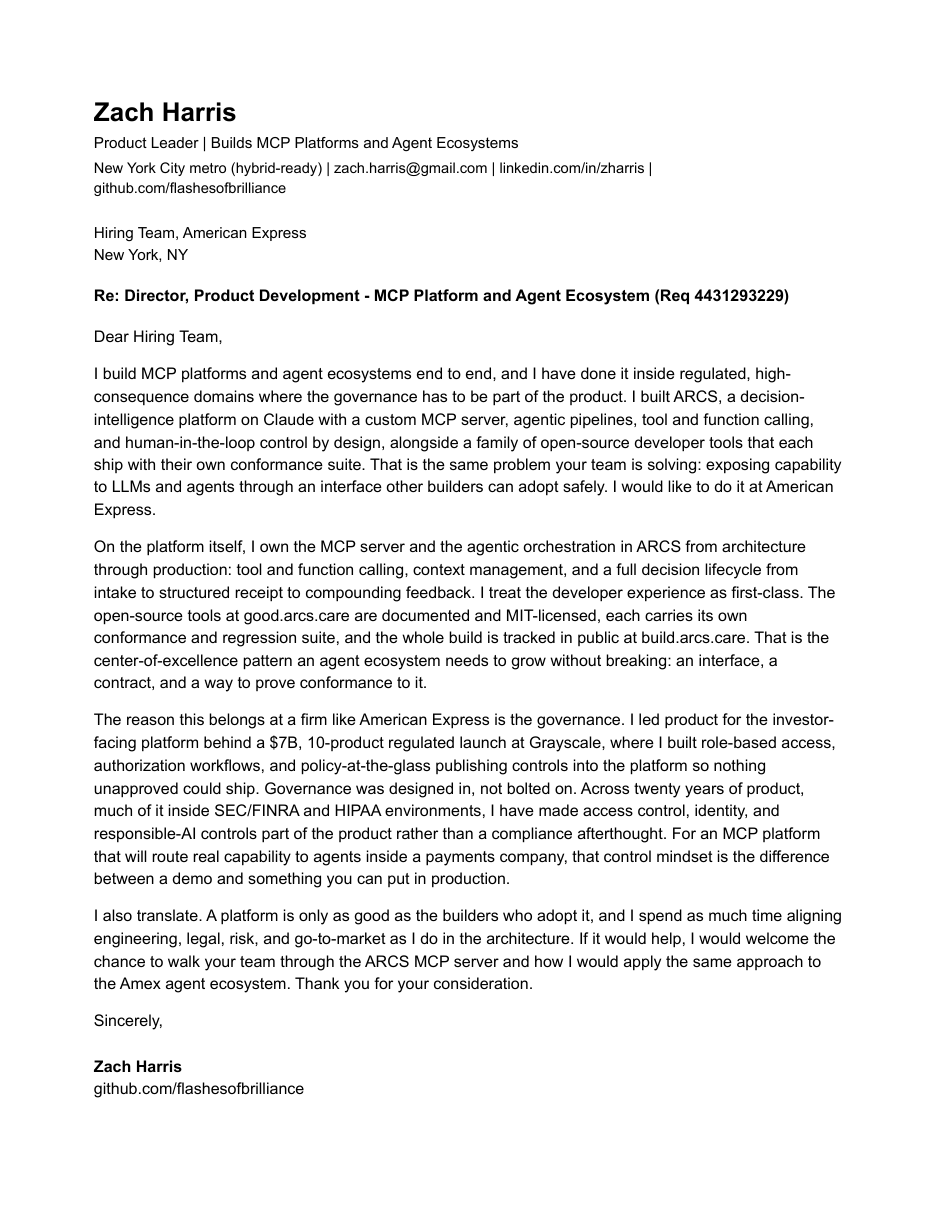 Zach Harris
Product Leader | Builds MCP Platforms and Agent Ecosystems
New York City metro (hybrid-ready) | zach.harris@gmail.com | linkedin.com/in/zharris |
github.com/flashesofbrilliance
Hiring Team, American Express
New York, NY
Re: Director, Product Development - MCP Platform and Agent Ecosystem (Req 4431293229)
Dear Hiring Team,
I build MCP platforms and agent ecosystems end to end, and I have done it inside regulated, high-
consequence domains where the governance has to be part of the product. I built ARCS, a decision-
intelligence platform on Claude with a custom MCP server, agentic pipelines, tool and function calling,
and human-in-the-loop control by design, alongside a family of open-source developer tools that each
ship with their own conformance suite. That is the same problem your team is solving: exposing capability
to LLMs and agents through an interface other builders can adopt safely. I would like to do it at American
Express.
On the platform itself, I own the MCP server and the agentic orchestration in ARCS from architecture
through production: tool and function calling, context management, and a full decision lifecycle from
intake to structured receipt to compounding feedback. I treat the developer experience as first-class. The
open-source tools at good.arcs.care are documented and MIT-licensed, each carries its own
conformance and regression suite, and the whole build is tracked in public at build.arcs.care. That is the
center-of-excellence pattern an agent ecosystem needs to grow without breaking: an interface, a
contract, and a way to prove conformance to it.
The reason this belongs at a firm like American Express is the governance. I led product for the investor-
facing platform behind a $7B, 10-product regulated launch at Grayscale, where I built role-based access,
authorization workflows, and policy-at-the-glass publishing controls into the platform so nothing
unapproved could ship. Governance was designed in, not bolted on. Across twenty years of product,
much of it inside SEC/FINRA and HIPAA environments, I have made access control, identity, and
responsible-AI controls part of the product rather than a compliance afterthought. For an MCP platform
that will route real capability to agents inside a payments company, that control mindset is the difference
between a demo and something you can put in production.
I also translate. A platform is only as good as the builders who adopt it, and I spend as much time aligning
engineering, legal, risk, and go-to-market as I do in the architecture. If it would help, I would welcome the
chance to walk your team through the ARCS MCP server and how I would apply the same approach to
the Amex agent ecosystem. Thank you for your consideration.
Sincerely,
Zach Harris
github.com/flashesofbrilliance